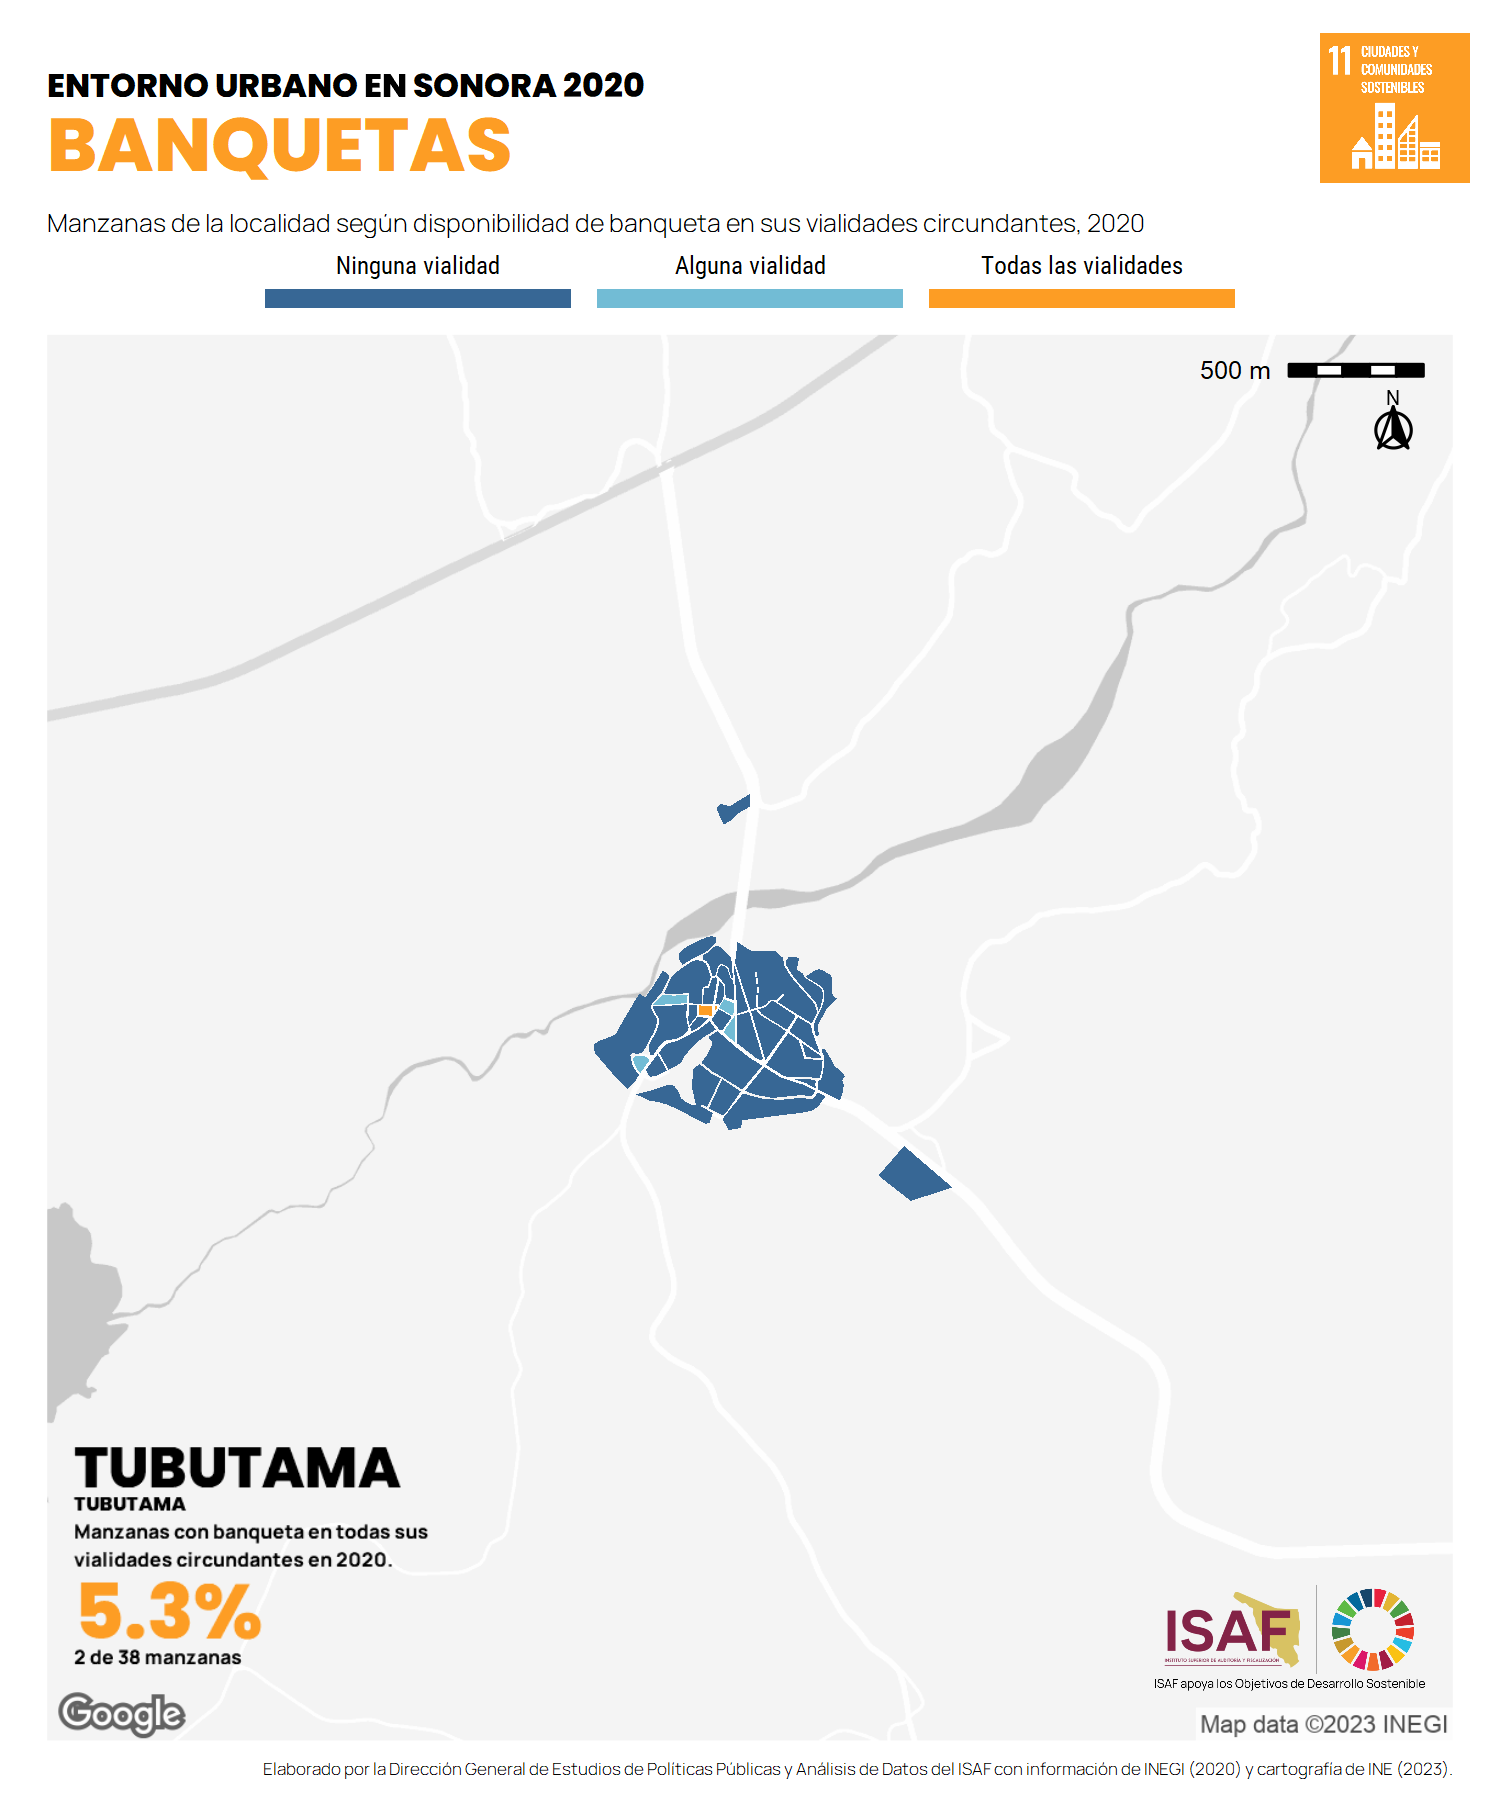 ENTORNO URBANO EN SONORA 2020
BANQUETAS
11 CIUDADES Y
COMUNIDADES
SOSTENIBLES
Manzanas de la localidad según disponibilidad de banqueta en sus vialidades circundantes, 2020
Ninguna vialidad
Alguna vialidad
Todas las vialidades
500 m
N
TUBUTAMA
TUBUTAMA
Manzanas con banqueta en todas sus
vialidades circundantes en 2020.
5.3%
2 de 38 manzanas
ISAF
INSTITUTO SUPERIOR DE AUDITORÍA Y FISCALIZACIÓN
ISAF apoya los Objetivos de Desarrollo Sostenible
Google
Map data ©2023 INEGI
Elaborado por la Dirección General de Estudios de Políticas Públicas y Análisis de Datos del ISAF con información de INEGI (2020) y cartografía de INE (2023).